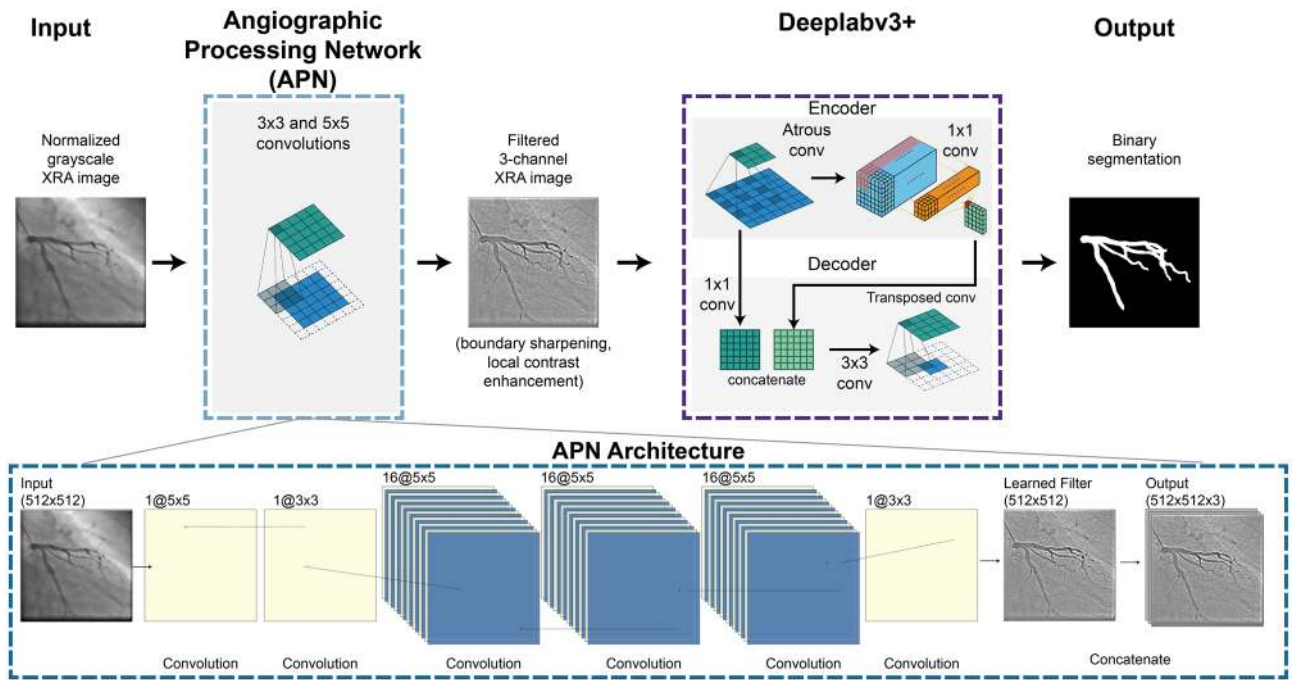 Input
Angiographic
Processing Network
(APN)
Deeplabv3+
Output
Normalized
grayscale
XRA image
3x3 and 5x5
convolutions
Filtered
3-channel
XRA image
(boundary sharpening,
local contrast
enhancement)
Encoder
Atrous
conv
1x1
conv
Decoder
1x1
conv
Transposed conv
concatenate
3x3
conv
Binary
segmentation
APN Architecture
Input
(512x512)
1@5x5
1@3x3
16@5x5
16@5x5
16@5x5
1@3x3
Learned Filter
(512x512)
Output
(512x512x3)
Convolution
Convolution
Convolution
Convolution
Convolution
Convolution
Concatenate